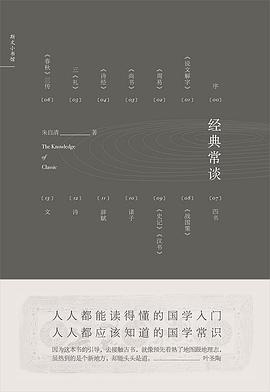 斯文小书馆
序
[00]
《说文解字》
[01]
《周易》
[02]
《尚书》
[03]
《诗经》
[04]
三《礼》
[05]
《春秋》三传
[06]
经典常谈
朱自清 著
The Knowledge
of
Classic
[07]
四书
[08]
《战国策》
[09]
《史记》《汉书》
[10]
诸子
[11]
辞赋
[12]
诗
[13]
文
人人都能读得懂的国学入门
人人都应该知道的国学常识
因为这本书的引导，去接触古书，就像预先看熟了地图跟地理志，
虽然到的是个新地方，却能头头是道。——叶圣陶